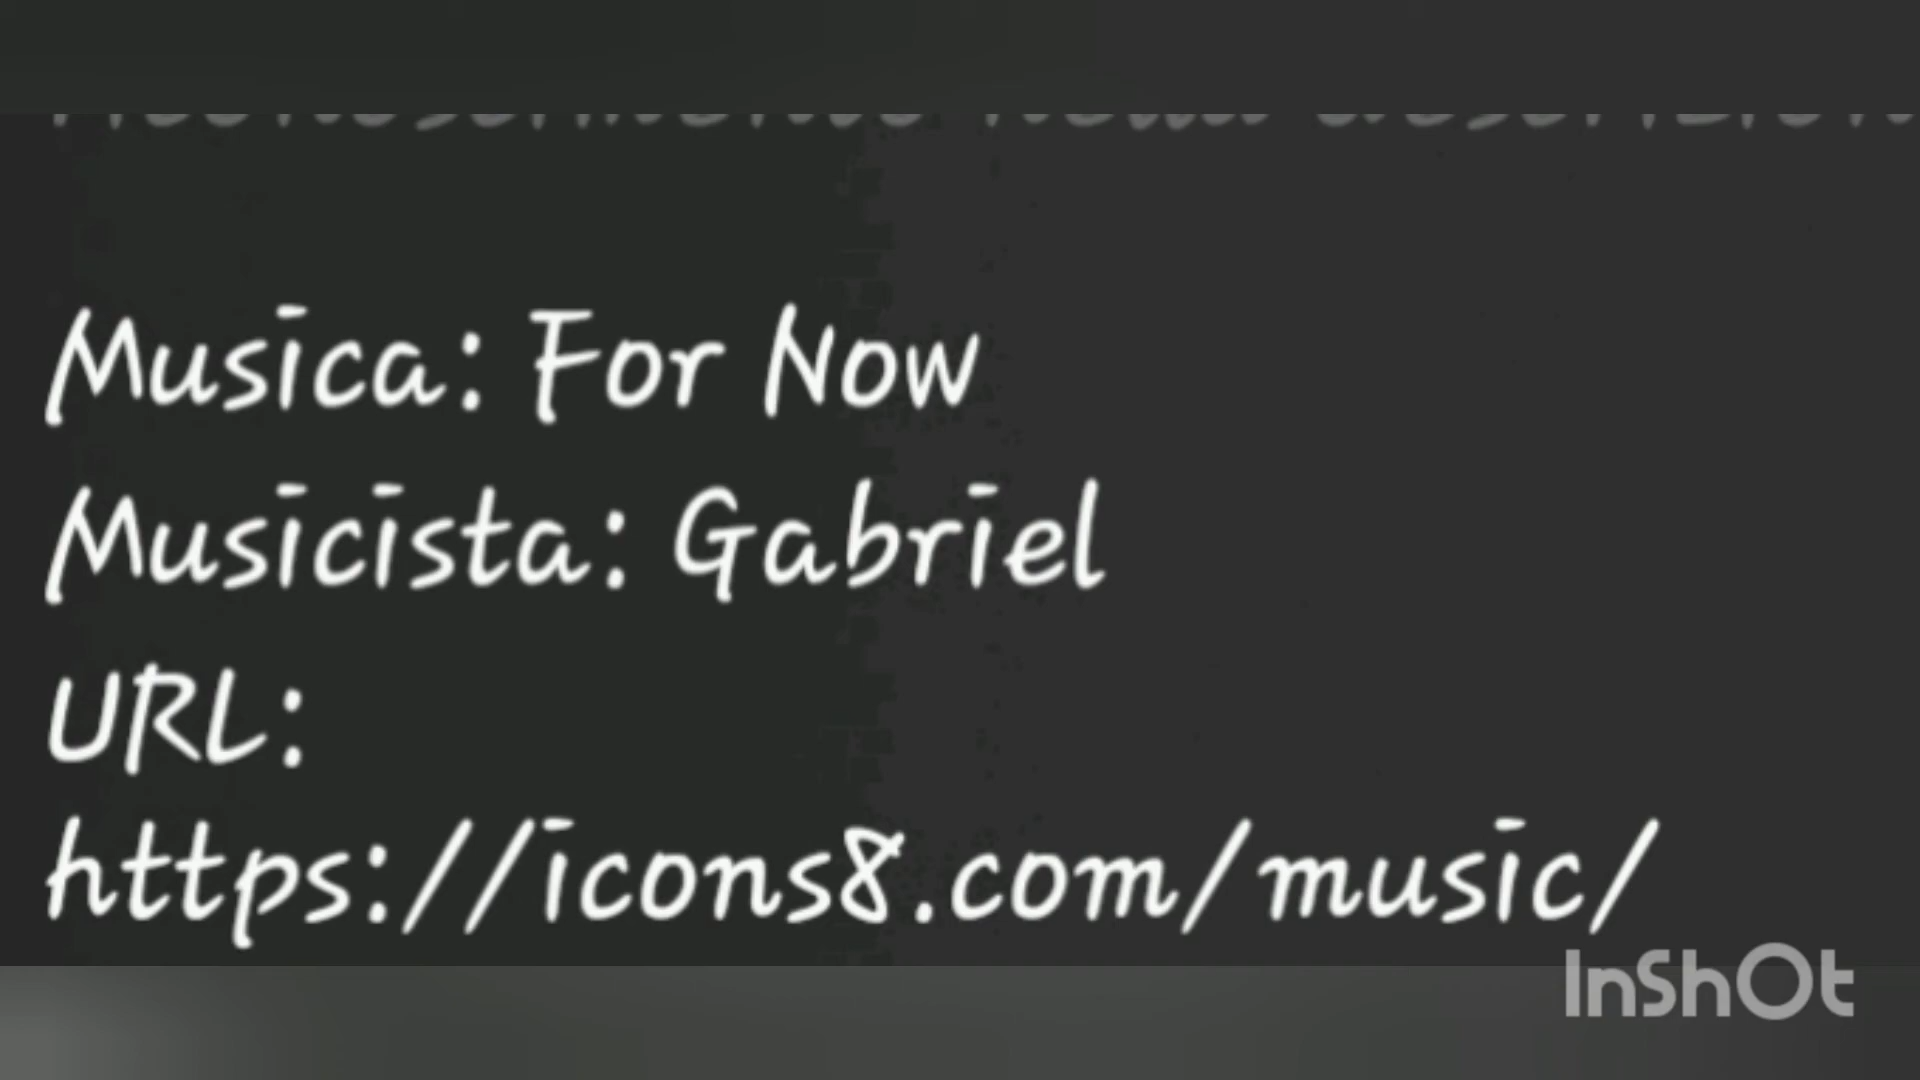 Musica: For Now
Musicista: Gabriel
URL:
https://icons8.com/music/
InShOt